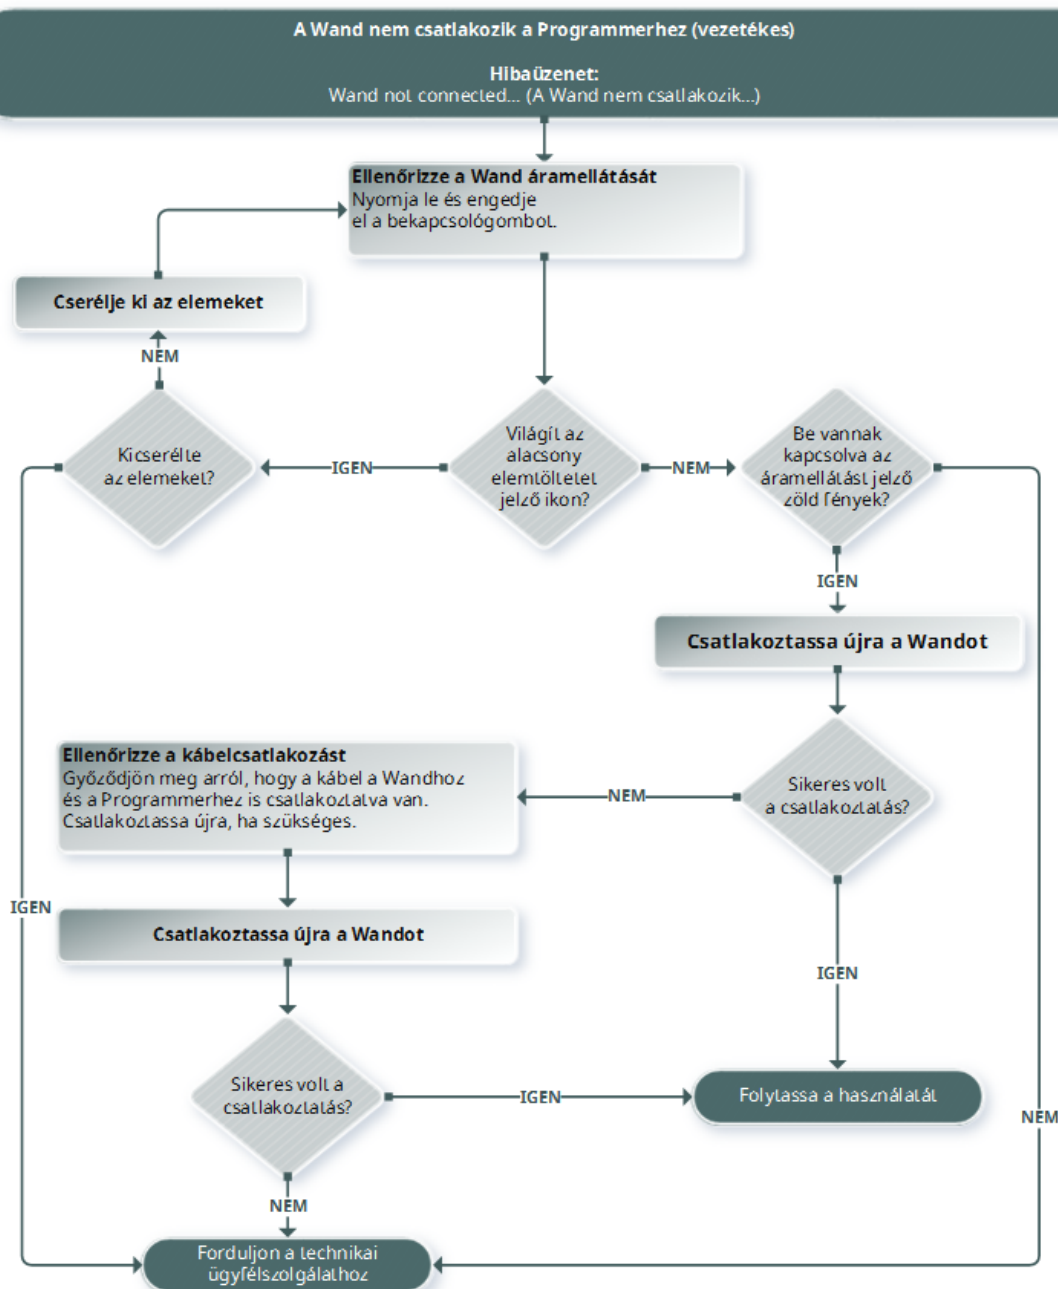 A Wand nem csatlakozik a Programmerhez (vezetékes)
Hibaüzenet:
Wand not connected... (A Wand nem csatlakozik...)
Ellenőrizze a Wand áramellátását
Nyomja le és engedje
el a bekapcsológombot.
Cserélje ki az elemeket
NEM
Kicserélte
az elemeket?
IGEN
Világít az
alacsony
elemtöltetet
jelző ikon?
NEM
Be vannak
kapcsolva az
áramellátást jelző
zöld fények?
IGEN
Csatlakoztassa újra a Wandot
Sikeres volt
a csatlakoztatás?
NEM
Ellenőrizze a kábelcsatlakozást
Győződjön meg arról, hogy a kábel a Wandhoz
és a Programmerhez is csatlakoztatva van.
Csatlakoztassa újra, ha szükséges.
IGEN
Csatlakoztassa újra a Wandot
IGEN
Sikeres volt a
csatlakoztatás?
IGEN
Folytassa a használatát
NEM
NEM
Forduljon a technikai
ügyfélszolgálathoz